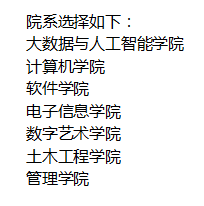 院系选择如下：
大数据与人工智能学院
计算机学院
软件学院
电子信息学院
数字艺术学院
土木工程学院
管理学院